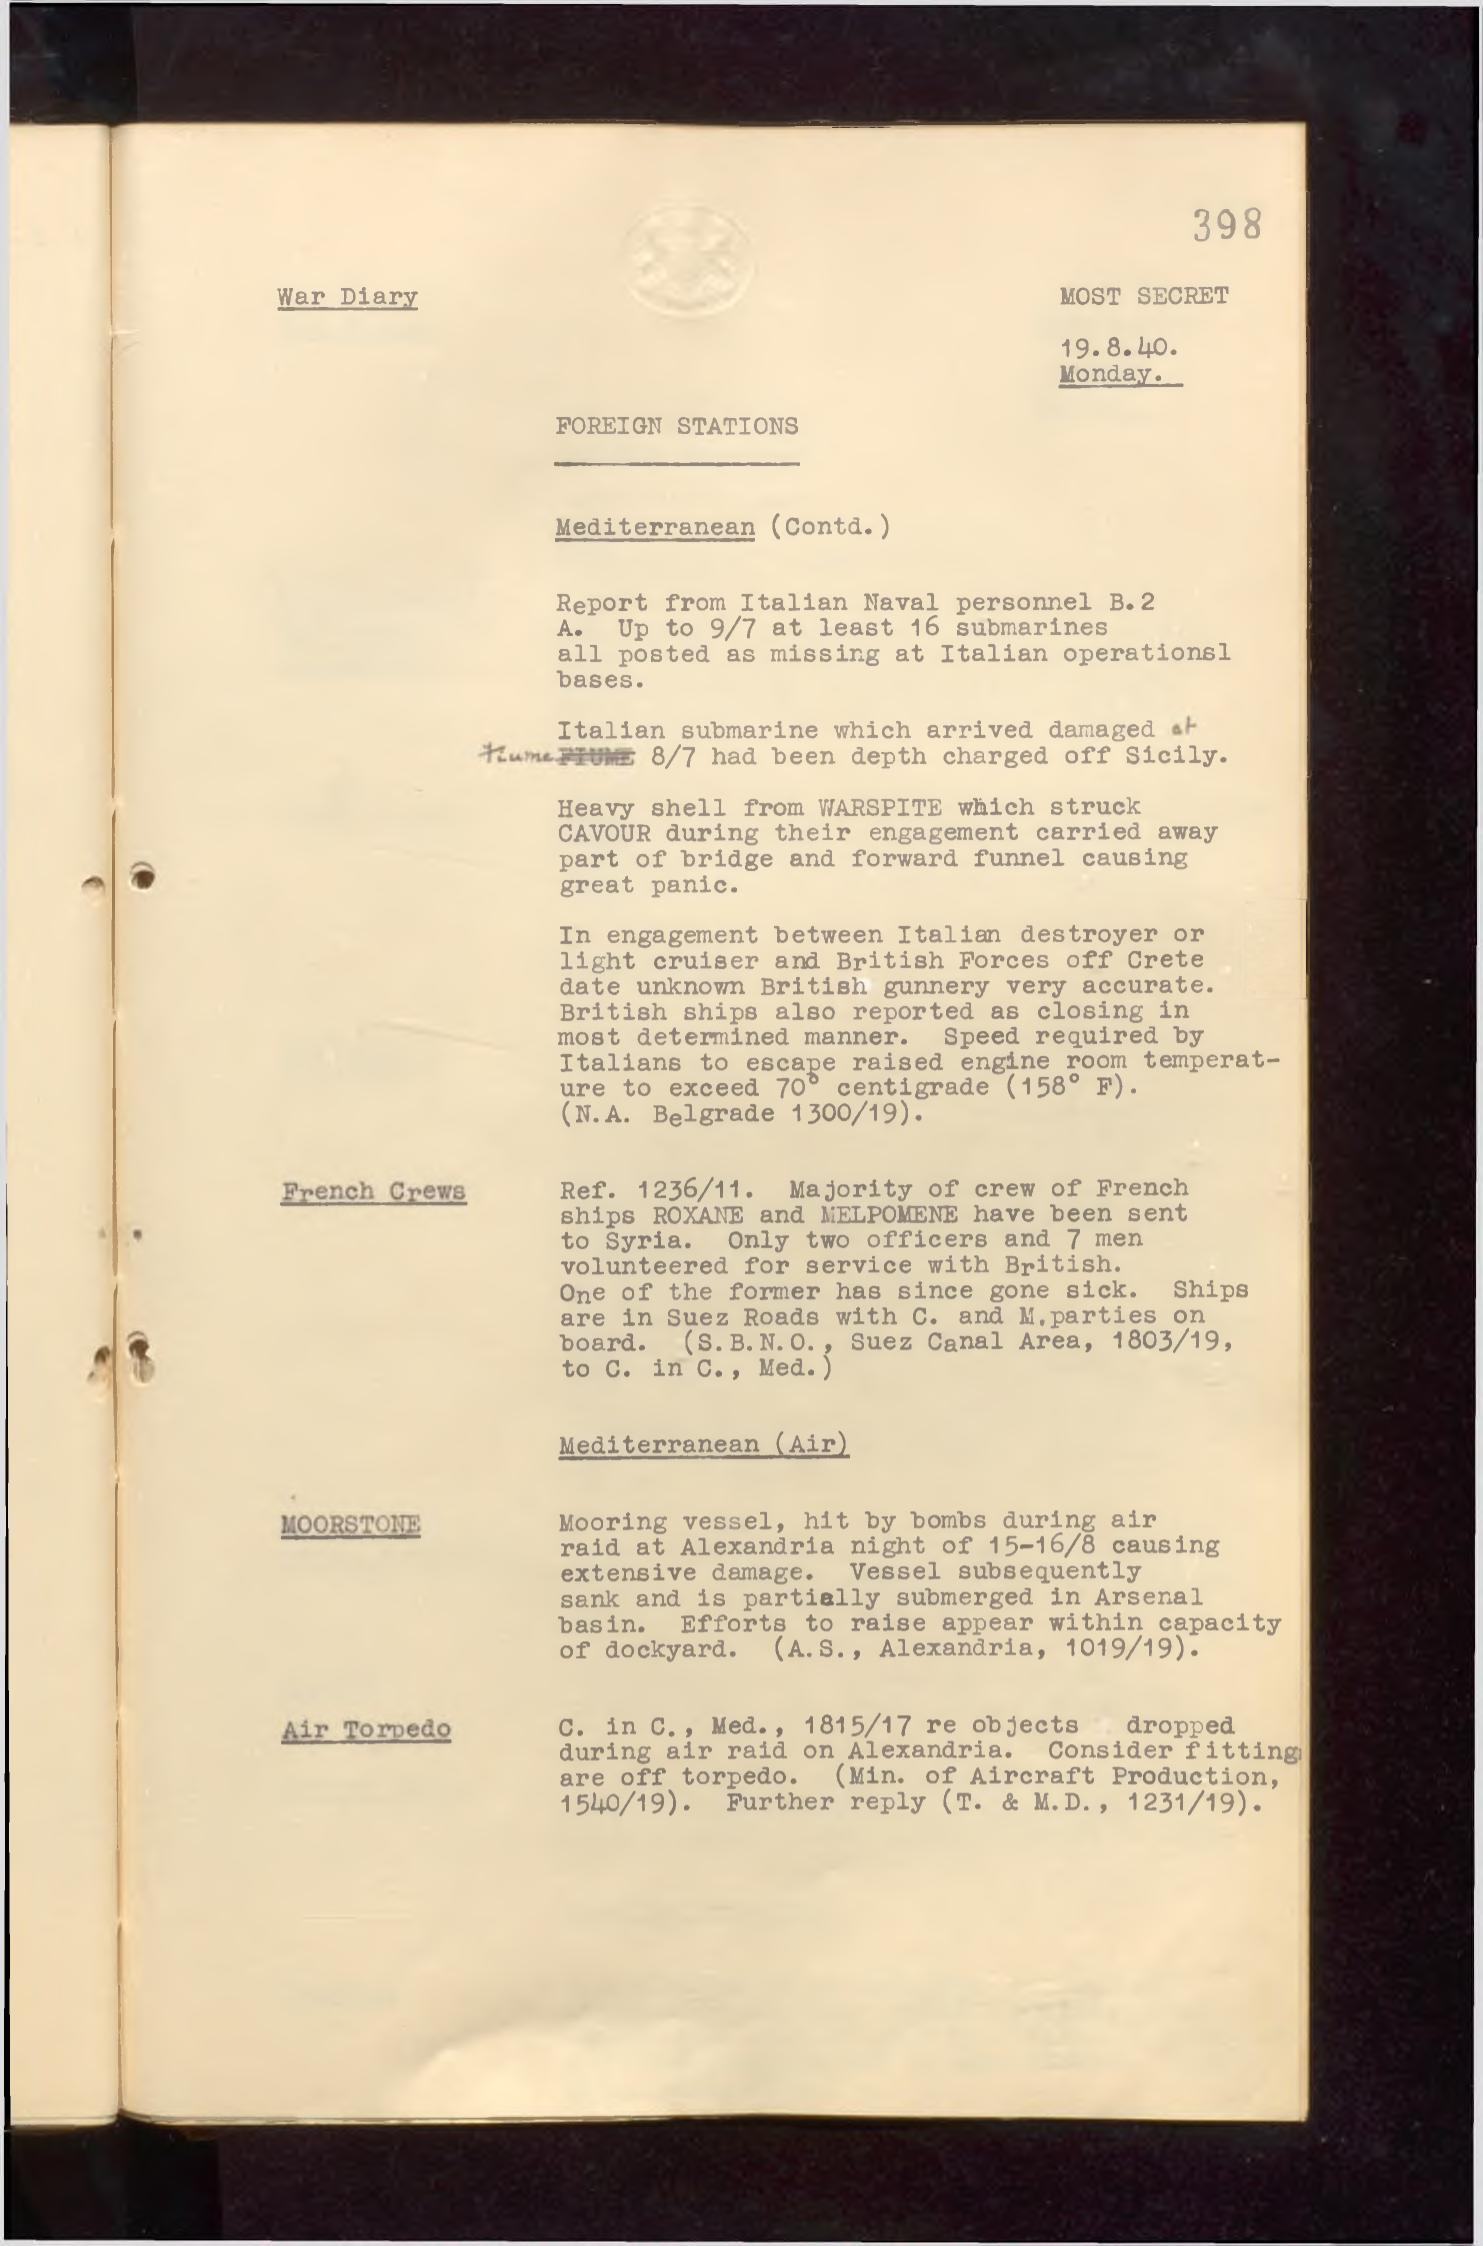 398
War Diary
MOST SECRET
19.8.40.
Monday.
FOREIGN STATIONS
Mediterranean (Contd.)
Report from Italian Naval personnel B.2
A. Up to 9/7 at least 16 submarines
all posted as missing at Italian operationsl
bases.
Italian submarine which arrived damaged at
Fiume FIUME 8/7 had been depth charged off Sicily.
Heavy shell from WARSPITE which struck
CAVOUR during their engagement carried away
part of bridge and forward funnel causing
great panic.
In engagement between Italian destroyer or
light cruiser and British Forces off Crete
date unknown British gunnery very accurate.
British ships also reported as closing in
most determined manner. Speed required by
Italians to escape raised engine room temperat-
ure to exceed 70° centigrade (158° F).
(N.A. Belgrade 1300/19).
French Crews
Ref. 1236/11. Majority of crew of French
ships ROXANE and MELPOMENE have been sent
to Syria. Only two officers and 7 men
volunteered for service with British.
One of the former has since gone sick. Ships
are in Suez Roads with C. and M.parties on
board. (S.B.N.O., Suez Canal Area, 1803/19,
to C. in C., Med.)
Mediterranean (Air)
MOORSTONE
Mooring vessel, hit by bombs during air
raid at Alexandria night of 15-16/8 causing
extensive damage. Vessel subsequently
sank and is partially submerged in Arsenal
basin. Efforts to raise appear within capacity
of dockyard. (A.S., Alexandria, 1019/19).
Air Torpedo
C. in C., Med., 1815/17 re objects dropped
during air raid on Alexandria. Consider fitting
are off torpedo. (Min. of Aircraft Production,
1540/19). Further reply (T. & M.D., 1231/19).